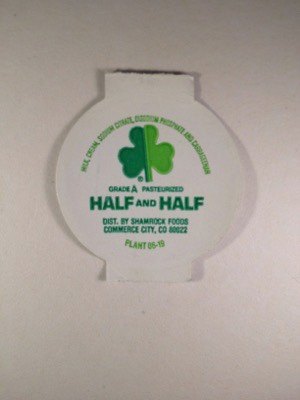 MILK, CREAM, SODIUM CITRATE, DISODIUM PHOSPHATE AND CARRAGEENAN
®
GRADE A PASTEURIZED
HALF AND HALF
DIST. BY SHAMROCK FOODS
COMMERCE CITY, CO 80022
PLANT 05-19